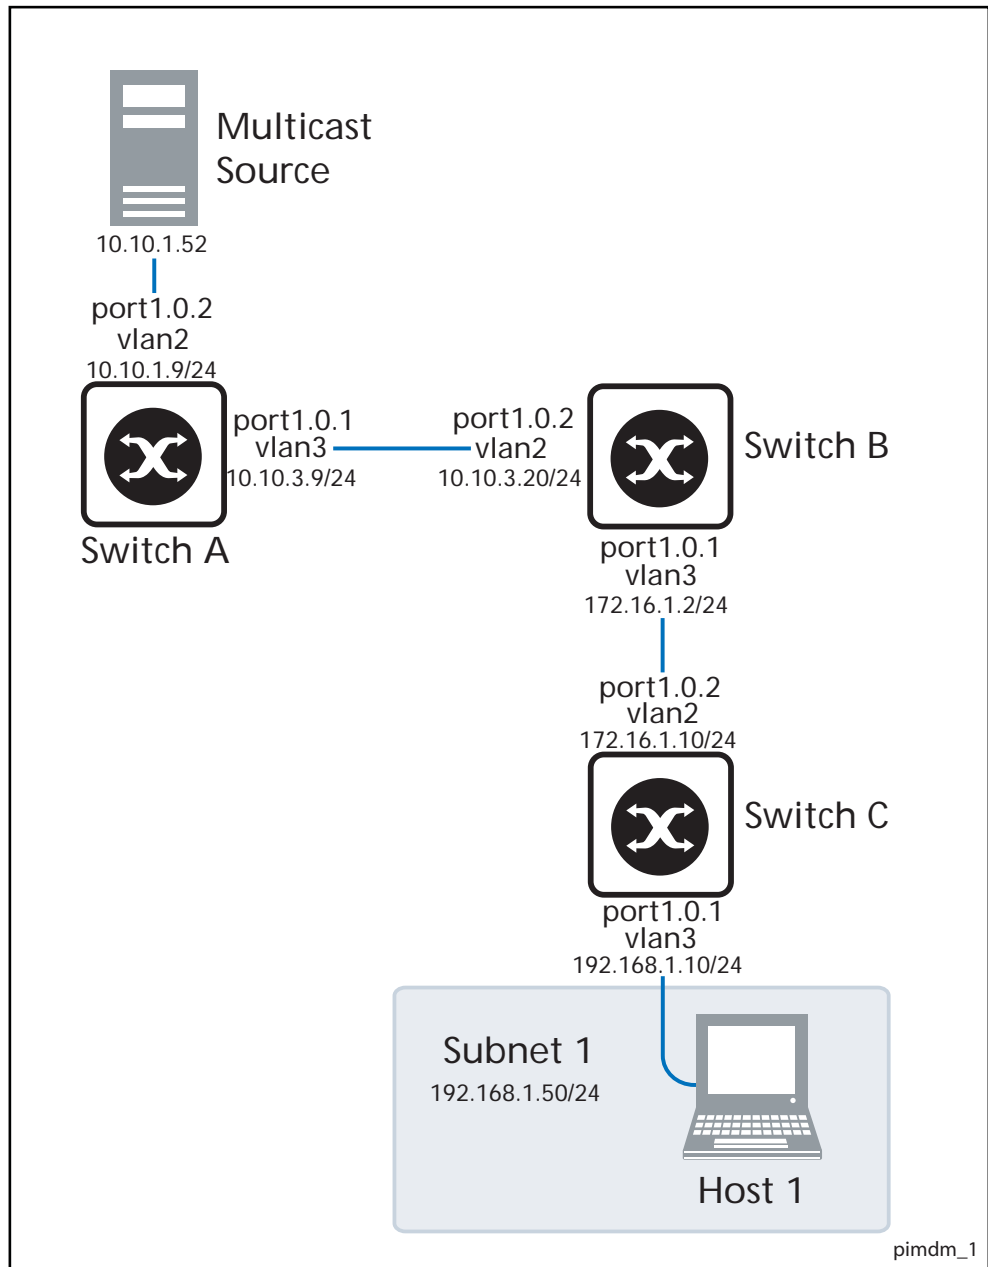 Multicast
Source
10.10.1.52
port1.0.2
vlan2
10.10.1.9/24
port1.0.1
vlan3
10.10.3.9/24
Switch A
port1.0.2
vlan2
10.10.3.20/24
Switch B
port1.0.1
vlan3
172.16.1.2/24
port1.0.2
vlan2
172.16.1.10/24
Switch C
port1.0.1
vlan3
192.168.1.10/24
Subnet 1
192.168.1.50/24
Host 1
pimdm_1